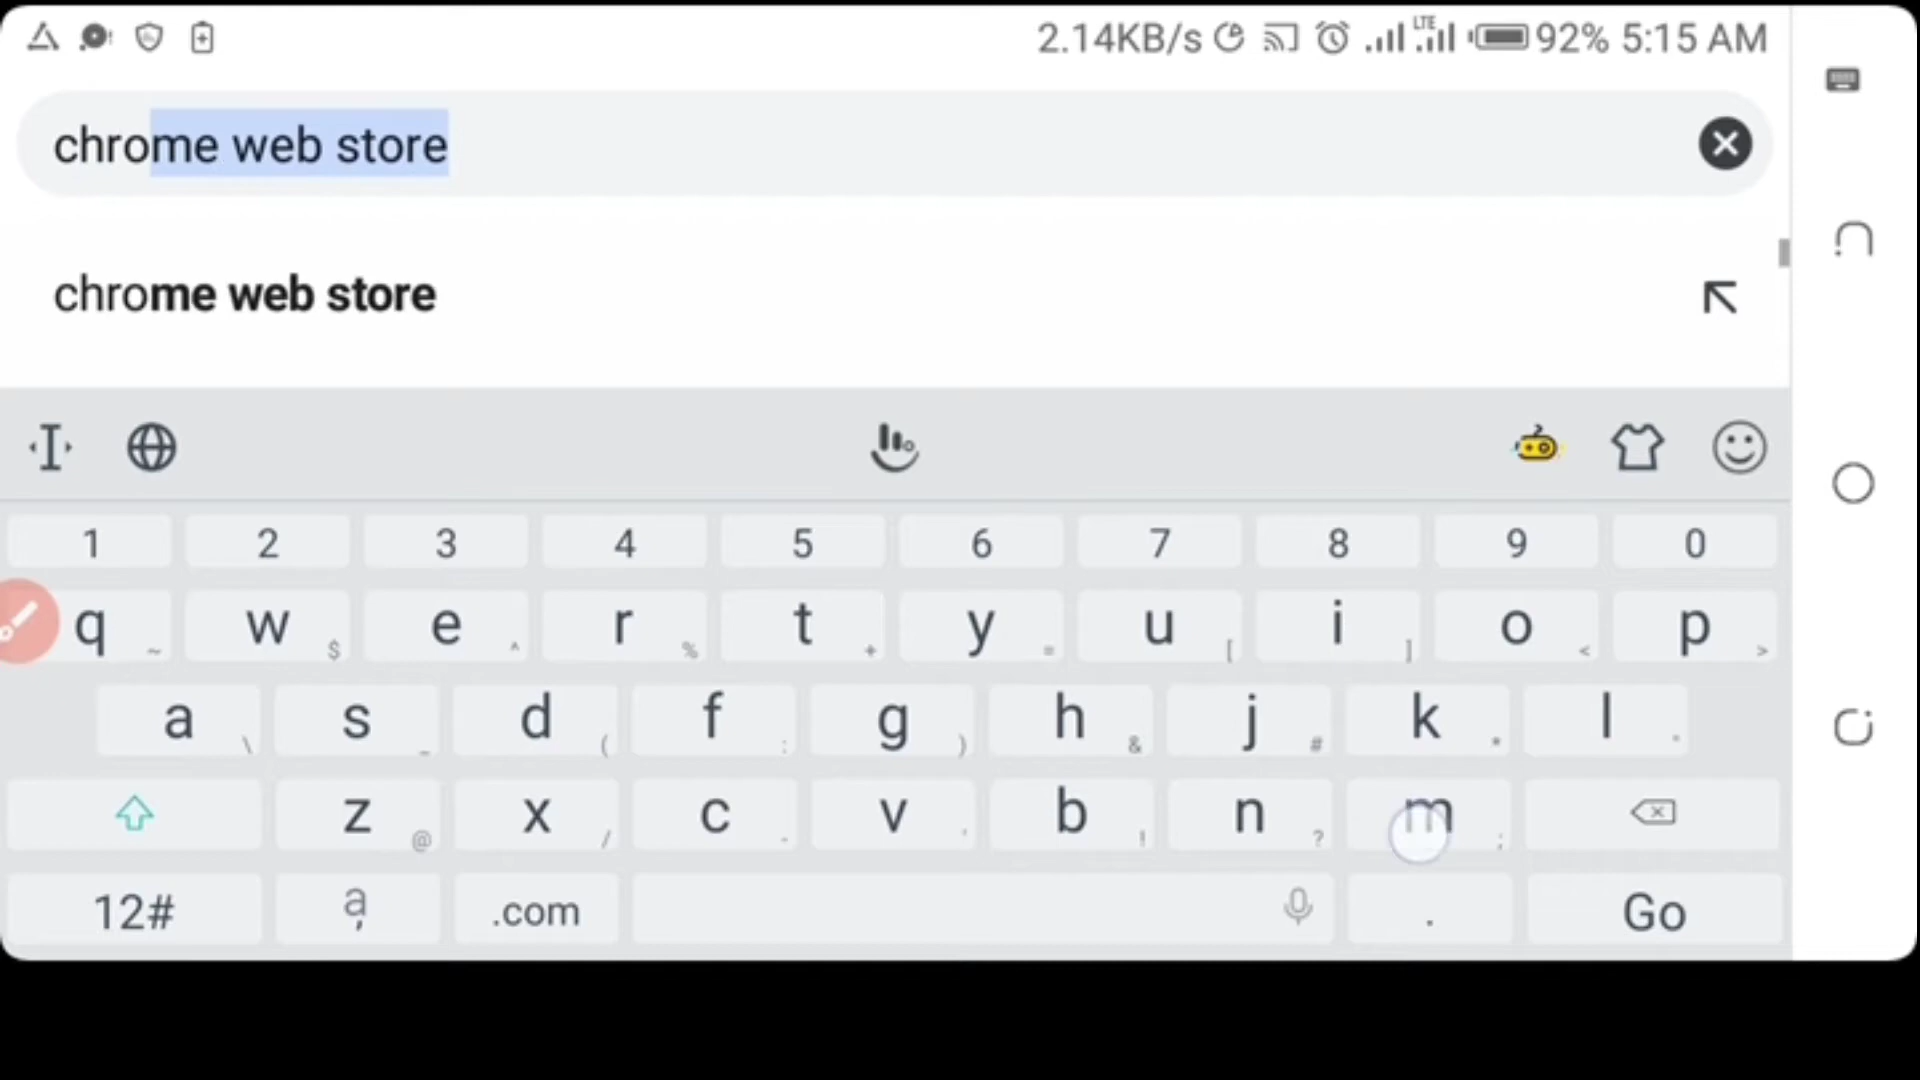 2.14KB/s LTE 92% 5:15 AM
chrome web store
chrome web store
1 2 3 4 5 6 7 8 9 0
q ~ w $ e ^ r % t + y = u [ i ] o < p >
a \ s _ d ( f : g ) h & j # k * l "
z @ x / c - v ' b ! n ? m ;
12# a , .com . Go